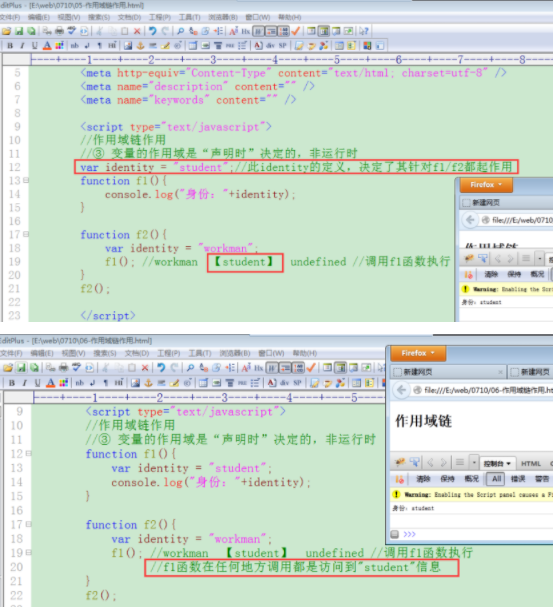 EditPlus - [E:\web\0710\05-作用域链作用.html]
文件(F) 编辑(E) 视图(V) 搜索(S) 文档(D) 工程(P) 工具(T) 浏览器(B) 窗口(W) 帮助(H)
5 <meta http-equiv="Content-Type" content="text/html; charset=utf-8" />
6 <meta name="description" content="" />
7 <meta name="keywords" content="" />
8
9 <script type="text/javascript">
10 //作用域链作用
11 //③ 变量的作用域是“声明时”决定的，非运行时
12 var identity = "student";//此identity的定义，决定了其针对f1/f2都起作用
13 function f1(){
14 console.log("身份："+identity);
15 }
16
17 function f2(){
18 var identity = "workman";
19 f1(); //workman 【student】 undefined //调用f1函数执行
20 }
21 f2();
22
23 </script>
Firefox
新建网页
file:///E:/web/0710
作用域链
清除 保持 概况
Warning: Enabling the Scri
身份：student
EditPlus - [E:\web\0710\06-作用域链作用.html]
文件(F) 编辑(E) 视图(V) 搜索(S) 文档(D) 工程(P) 工具(T) 浏览器(B) 窗口(W) 帮助(H)
9 <script type="text/javascript">
10 //作用域链作用
11 //③ 变量的作用域是“声明时”决定的，非运行时
12 function f1(){
13 var identity = "student";
14 console.log("身份："+identity);
15 }
16
17 function f2(){
18 var identity = "workman";
19 f1(); //workman 【student】 undefined //调用f1函数执行
20 //f1函数在任何地方调用都是访问到"student"信息
21 }
22 f2();
Firefox
新建网页 新建网页
file:///E:/web/0710/06-作用域链作用.ht
作用域链
控制台 HTML
清除 保持 概况 All 错误 警告
Warning: Enabling the Script panel causes a F
身份：student
>>>